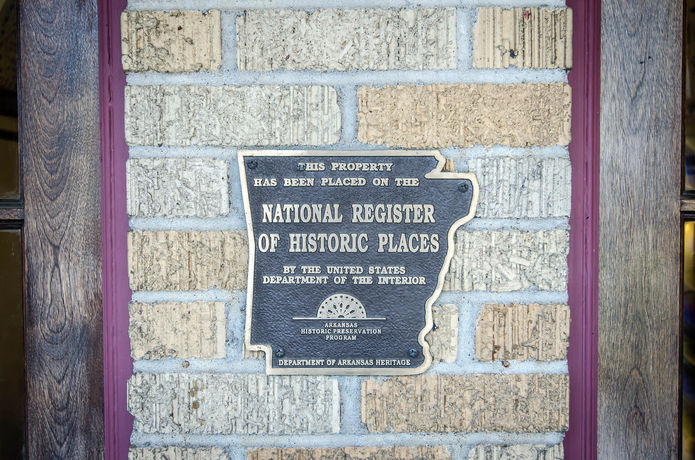 THIS PROPERTY
HAS BEEN PLACED ON THE
NATIONAL REGISTER
OF HISTORIC PLACES
BY THE UNITED STATES
DEPARTMENT OF THE INTERIOR
ARKANSAS
HISTORIC PRESERVATION
PROGRAM
DEPARTMENT OF ARKANSAS HERITAGE